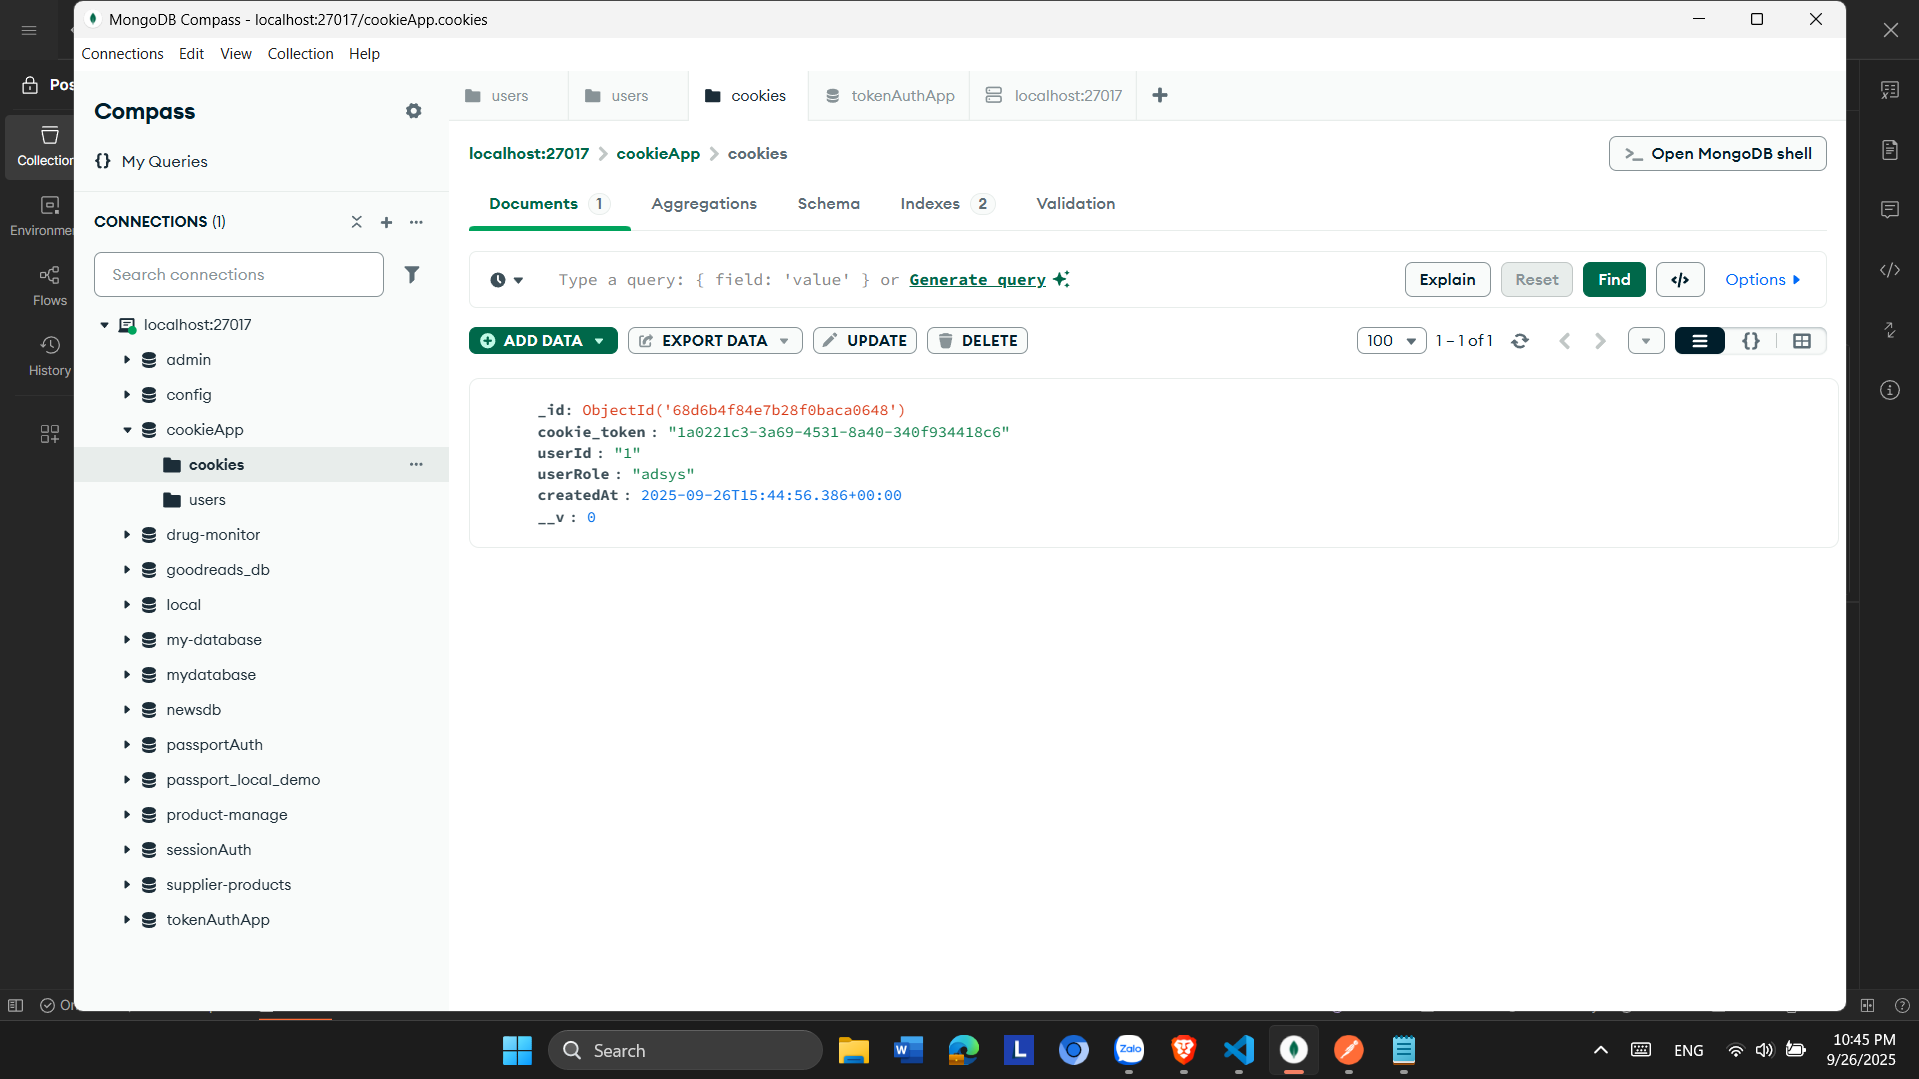 MongoDB Compass - localhost:27017/cookieApp.cookies
Connections Edit View Collection Help
Pos
Collection
Environme
Flows
History
Compass
{} My Queries
CONNECTIONS (1)
Search connections
localhost:27017
admin
config
cookieApp
cookies
users
drug-monitor
goodreads_db
local
my-database
mydatabase
newsdb
passportAuth
passport_local_demo
product-manage
sessionAuth
supplier-products
tokenAuthApp
users users cookies tokenAuthApp localhost:27017
localhost:27017 > cookieApp > cookies
>_ Open MongoDB shell
Documents 1 Aggregations Schema Indexes 2 Validation
Type a query: { field: 'value' } or Generate query
Explain Reset Find </> Options
ADD DATA EXPORT DATA UPDATE DELETE
100 1 – 1 of 1 {}
_id: ObjectId('68d6b4f84e7b28f0baca0648')
cookie_token : "1a0221c3-3a69-4531-8a40-340f934418c6"
userId : "1"
userRole : "adsys"
createdAt : 2025-09-26T15:44:56.386+00:00
__v : 0
Search
W
L
Zalo
ENG
10:45 PM
9/26/2025